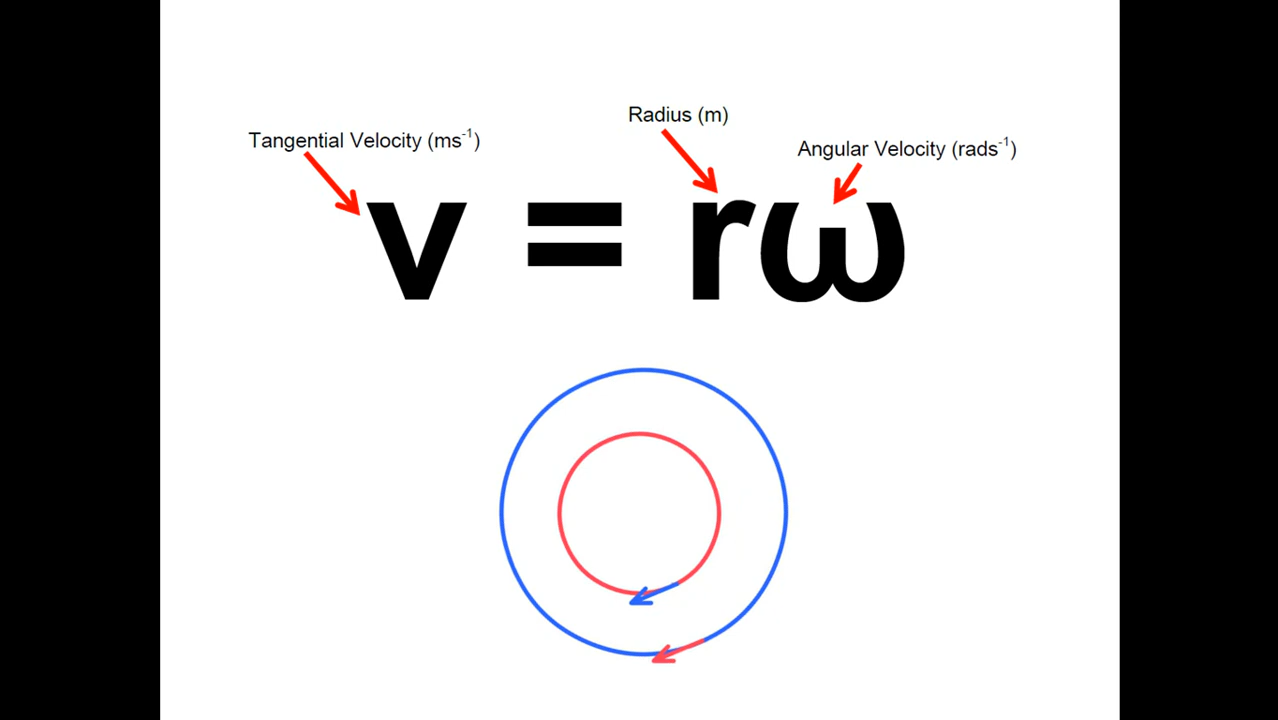 Radius (m)
Tangential Velocity (ms⁻¹)
Angular Velocity (rads⁻¹)
v = rω